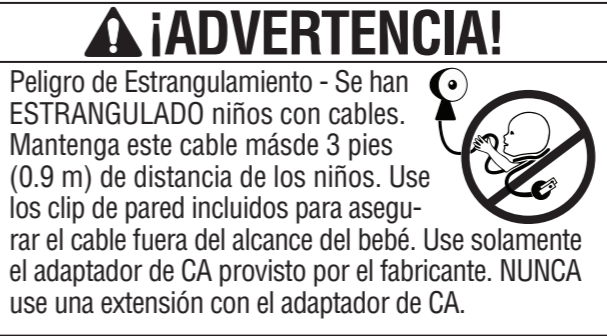 ¡ADVERTENCIA!
Peligro de Estrangulamiento - Se han
ESTRANGULADO niños con cables.
Mantenga este cable másde 3 pies
(0.9 m) de distancia de los niños. Use
los clip de pared incluidos para asegu-
rar el cable fuera del alcance del bebé. Use solamente
el adaptador de CA provisto por el fabricante. NUNCA
use una extensión con el adaptador de CA.